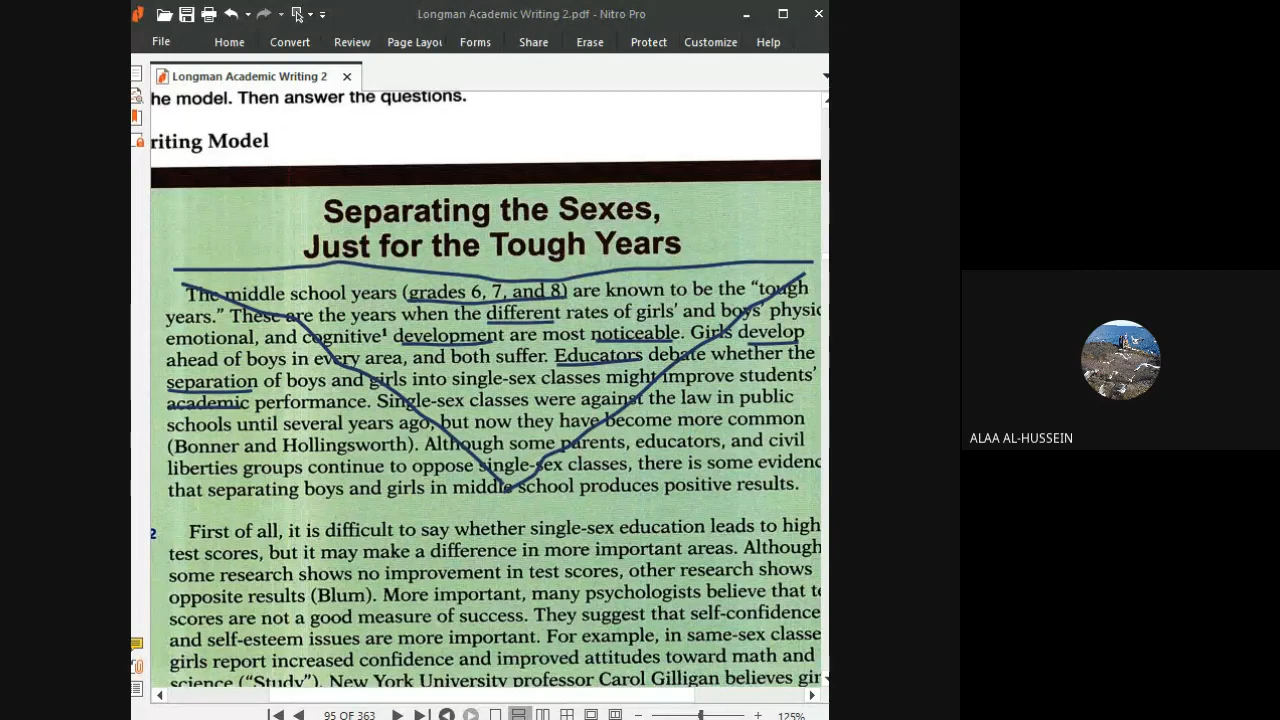 Longman Academic Writing 2.pdf - Nitro Pro
File Home Convert Review Page Layou Forms Share Erase Protect Customize Help
Longman Academic Writing 2
he model. Then answer the questions.
riting Model
Separating the Sexes,
Just for the Tough Years
The middle school years (grades 6, 7, and 8) are known to be the “tough
years.” These are the years when the different rates of girls’ and boys’ physic
emotional, and cognitive¹ development are most noticeable. Girls develop
ahead of boys in every area, and both suffer. Educators debate whether the
separation of boys and girls into single-sex classes might improve students’
academic performance. Single-sex classes were against the law in public
schools until several years ago, but now they have become more common
(Bonner and Hollingsworth). Although some parents, educators, and civil
liberties groups continue to oppose single-sex classes, there is some evidenc
that separating boys and girls in middle school produces positive results.
2 First of all, it is difficult to say whether single-sex education leads to high
test scores, but it may make a difference in more important areas. Although
some research shows no improvement in test scores, other research shows
opposite results (Blum). More important, many psychologists believe that te
scores are not a good measure of success. They suggest that self-confidence
and self-esteem issues are more important. For example, in same-sex classe
girls report increased confidence and improved attitudes toward math and
science (“Study”). New York University professor Carol Gilligan believes gir
95 OF 363
125%
ALAA AL-HUSSEIN